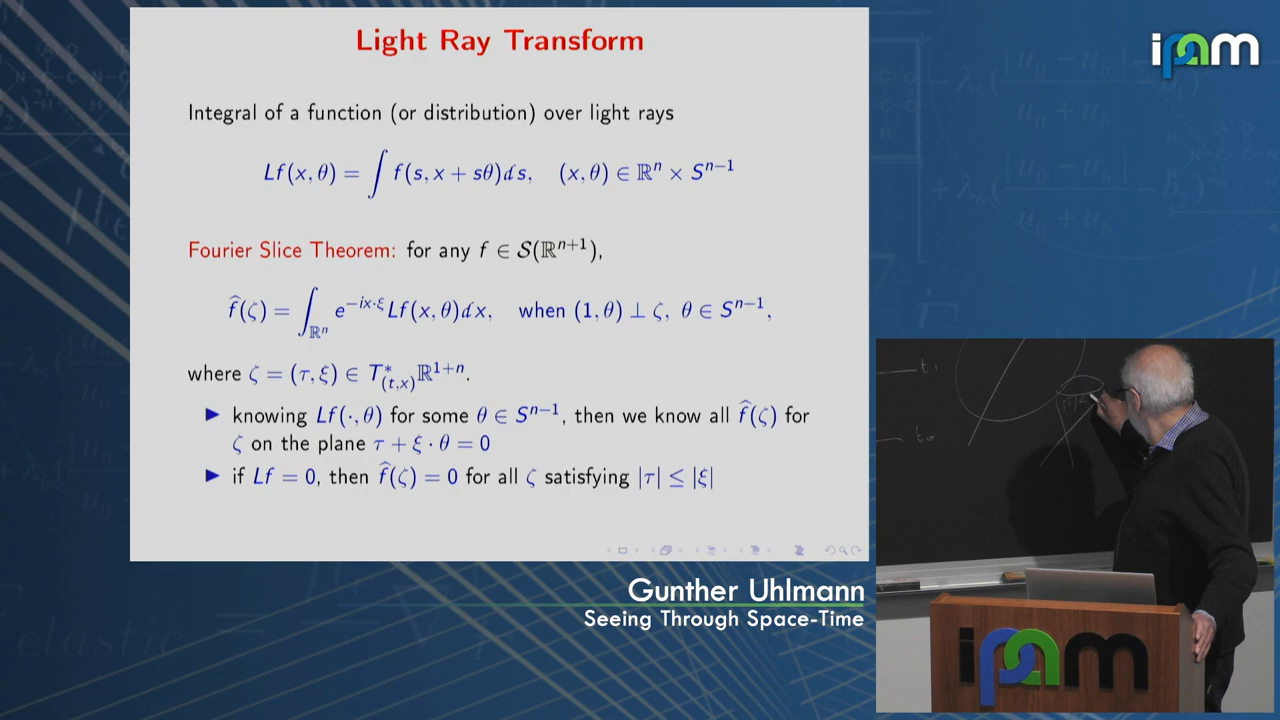 Light Ray Transform
Integral of a function (or distribution) over light rays
Lf(x, θ) = ∫ f(s, x + sθ)ds, (x, θ) ∈ ℝⁿ × Sⁿ⁻¹
Fourier Slice Theorem: for any f ∈ 𝒮(ℝⁿ⁺¹),
f̂(ζ) = ∫_ℝⁿ e^{−ix·ξ} Lf(x, θ)dx, when (1, θ) ⊥ ζ, θ ∈ Sⁿ⁻¹,
where ζ = (τ, ξ) ∈ T*_{(t,x)}ℝ¹⁺ⁿ.
▶ knowing Lf(·, θ) for some θ ∈ Sⁿ⁻¹, then we know all f̂(ζ) for
ζ on the plane τ + ξ · θ = 0
▶ if Lf = 0, then f̂(ζ) = 0 for all ζ satisfying |τ| ≤ |ξ|
Gunther Uhlmann
Seeing Through Space-Time
ipam
ipam